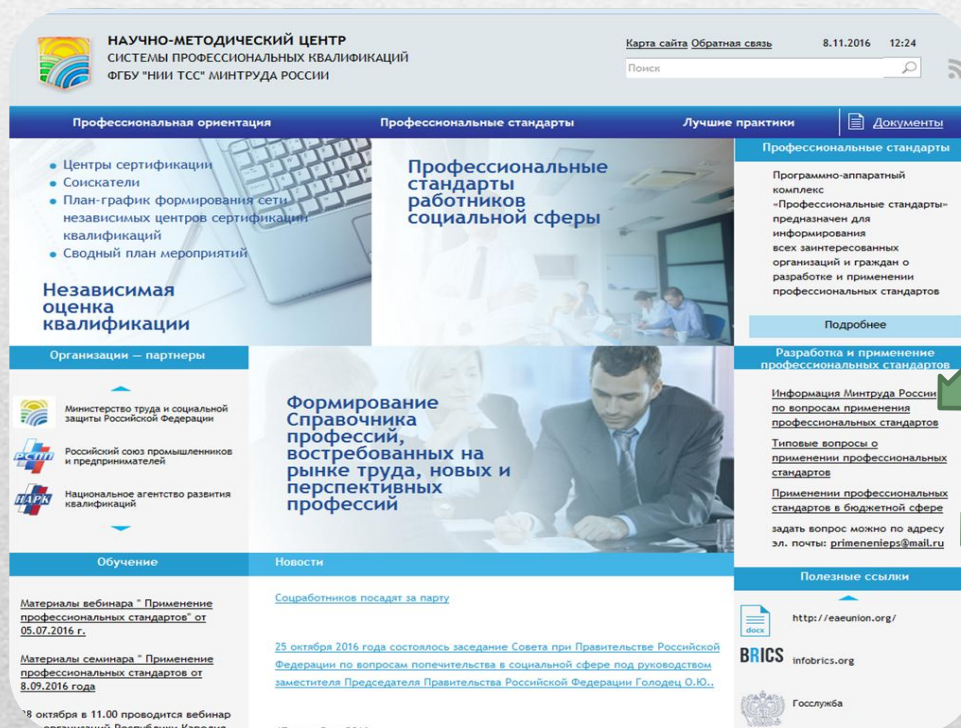 НАУЧНО-МЕТОДИЧЕСКИЙ ЦЕНТР
СИСТЕМЫ ПРОФЕССИОНАЛЬНЫХ КВАЛИФИКАЦИЙ
ФГБУ "НИИ ТСС" МИНТРУДА РОССИИ
Карта сайта Обратная связь
8.11.2016 12:24
Поиск
Профессиональная ориентация
Профессиональные стандарты
Лучшие практики
Документы
Центры сертификации
Соискатели
План-график формирования сети
независимых центров сертификации
квалификаций
Сводный план мероприятий
Независимая
оценка
квалификации
Профессиональные
стандарты
работников
социальной сферы
Профессиональные стандарты
Программно-аппаратный
комплекс
«Профессиональные стандарты»
предназначен для
информирования
всех заинтересованных
организаций и граждан о
разработке и применении
профессиональных стандартов
Подробнее
Организации — партнеры
Министерство труда и социальной
защиты Российской Федерации
РСПП
Российский союз промышленников
и предпринимателей
НАРК
Национальное агентство развития
квалификаций
Формирование
Справочника
профессий,
востребованных на
рынке труда, новых и
перспективных
профессий
Разработка и применение
профессиональных стандартов
Информация Минтруда России
по вопросам применения
профессиональных стандартов
Типовые вопросы о
применении профессиональных
стандартов
Применении профессиональных
стандартов в бюджетной сфере
задать вопрос можно по адресу
эл. почты: primenenieps@mail.ru
Обучение
Материалы вебинара " Применение
профессиональных стандартов" от
05.07.2016 г.
Материалы семинара " Применение
профессиональных стандартов от
8.09.2016 года
октября в 11.00 проводится вебинар
Новости
Соцработников посадят за парту
25 октября 2016 года состоялось заседание Совета при Правительстве Российской
Федерации по вопросам попечительства в социальной сфере под руководством
заместителя Председателя Правительства Российской Федерации Голодец О.Ю..
Полезные ссылки
docx
http://eaeunion.org/
BRICS
infobrics.org
Госслужба